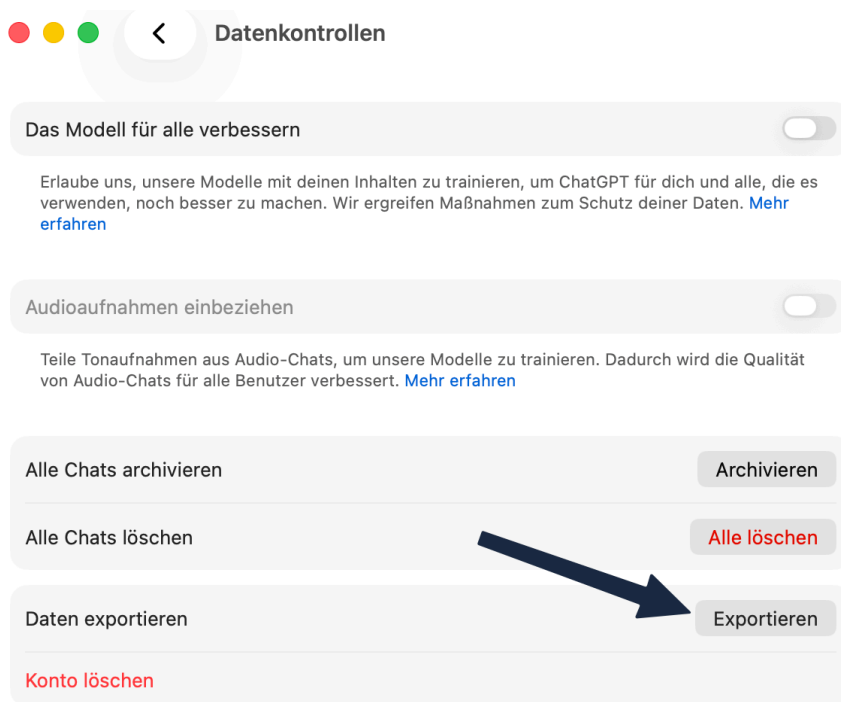 Datenkontrollen
Das Modell für alle verbessern
Erlaube uns, unsere Modelle mit deinen Inhalten zu trainieren, um ChatGPT für dich und alle, die es
verwenden, noch besser zu machen. Wir ergreifen Maßnahmen zum Schutz deiner Daten. Mehr
erfahren
Audioaufnahmen einbeziehen
Teile Tonaufnahmen aus Audio-Chats, um unsere Modelle zu trainieren. Dadurch wird die Qualität
von Audio-Chats für alle Benutzer verbessert. Mehr erfahren
Alle Chats archivieren Archivieren
Alle Chats löschen Alle löschen
Daten exportieren Exportieren
Konto löschen